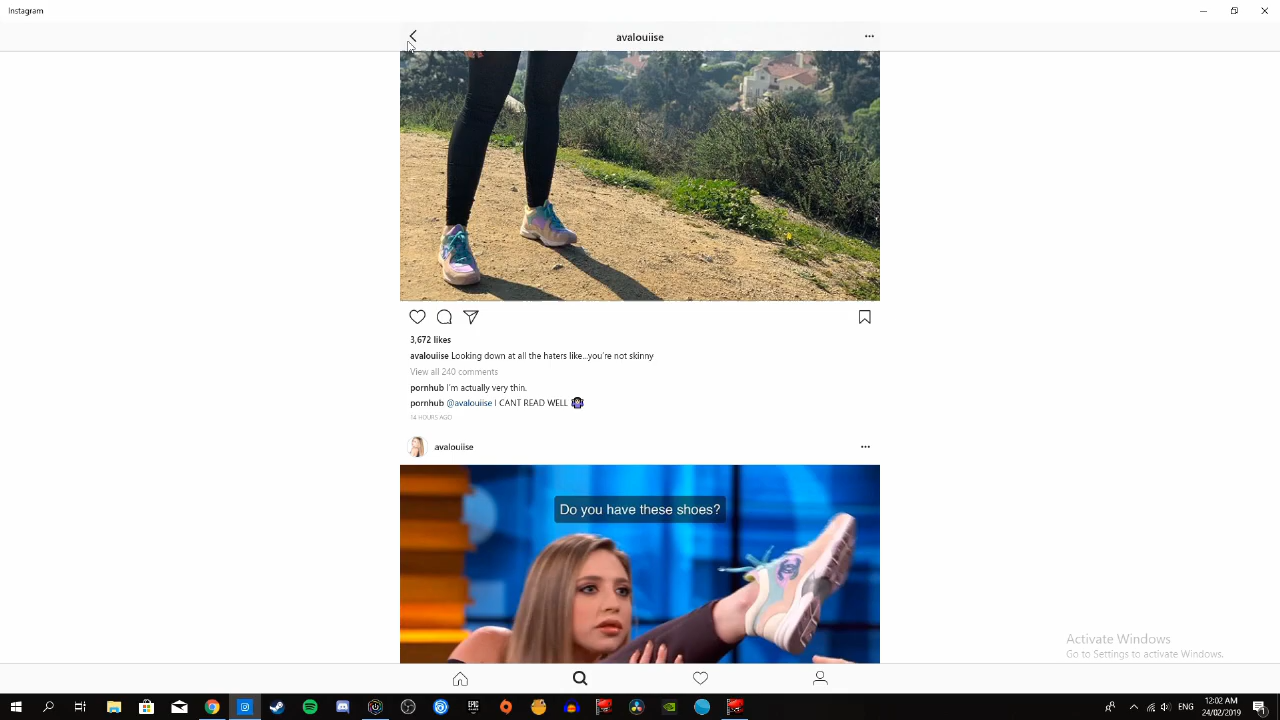 Instagram
avalouiise
3,672 likes
avalouiise Looking down at all the haters like...you're not skinny
View all 240 comments
pornhub I'm actually very thin.
pornhub @avalouiise I CANT READ WELL
14 HOURS AGO
avalouiise
Do you have these shoes?
Activate Windows
Go to Settings to activate Windows.
ENG
12:02 AM
24/02/2019